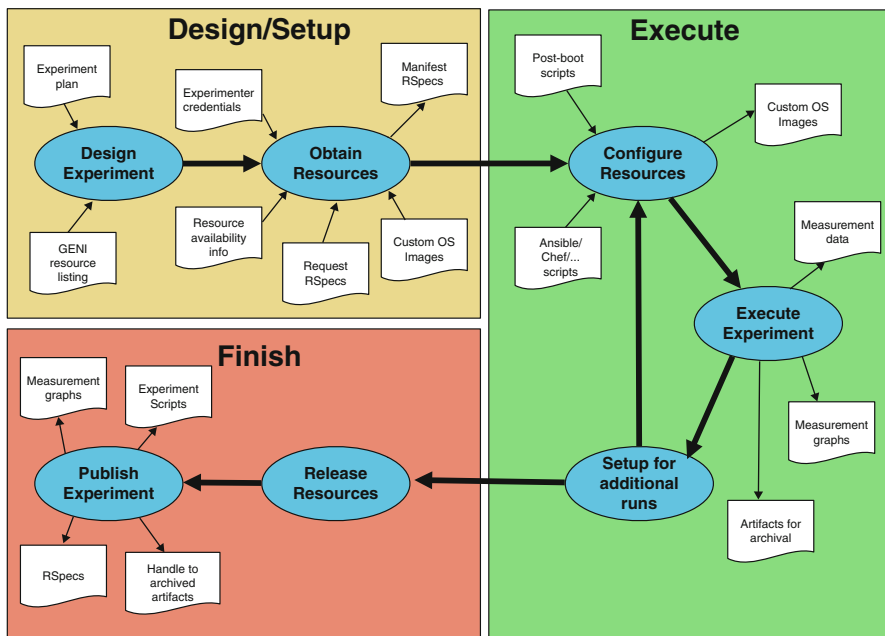 Design/Setup
Experiment
plan
Experimenter
credentials
Manifest
RSpecs
Design
Experiment
Obtain
Resources
GENI
resource
listing
Resource
availability
info
Request
RSpecs
Custom OS
Images
Execute
Post-boot
scripts
Custom OS
Images
Configure
Resources
Ansible/
Chef/...
scripts
Measurement
data
Execute
Experiment
Measurement
graphs
Setup for
additional
runs
Artifacts for
archival
Finish
Measurement
graphs
Experiment
Scripts
Publish
Experiment
Release
Resources
RSpecs
Handle to
archived
artifacts